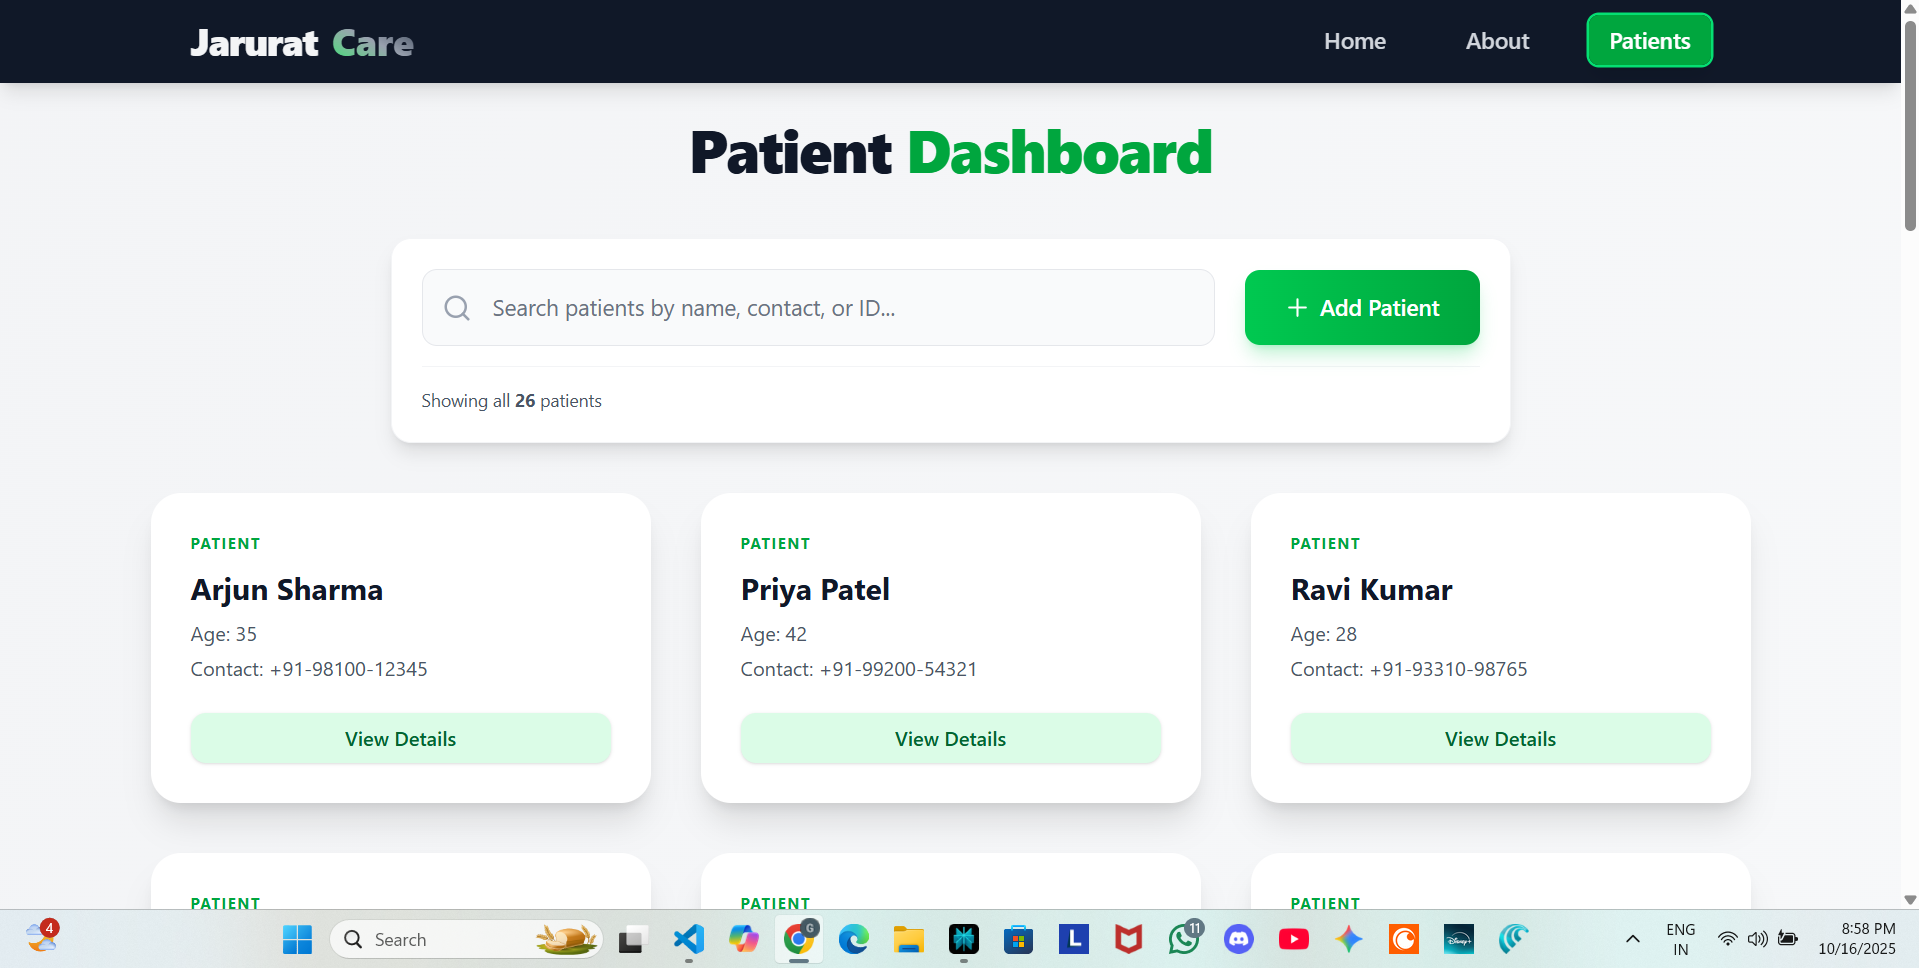 Jarurat Care
Home
About
Patients
Patient Dashboard
Search patients by name, contact, or ID...
+ Add Patient
Showing all 26 patients
PATIENT
Arjun Sharma
Age: 35
Contact: +91-98100-12345
View Details
PATIENT
Priya Patel
Age: 42
Contact: +91-99200-54321
View Details
PATIENT
Ravi Kumar
Age: 28
Contact: +91-93310-98765
View Details
PATIENT
PATIENT
PATIENT
4
Search
G
L
11
Disney+
ENG
IN
8:58 PM
10/16/2025